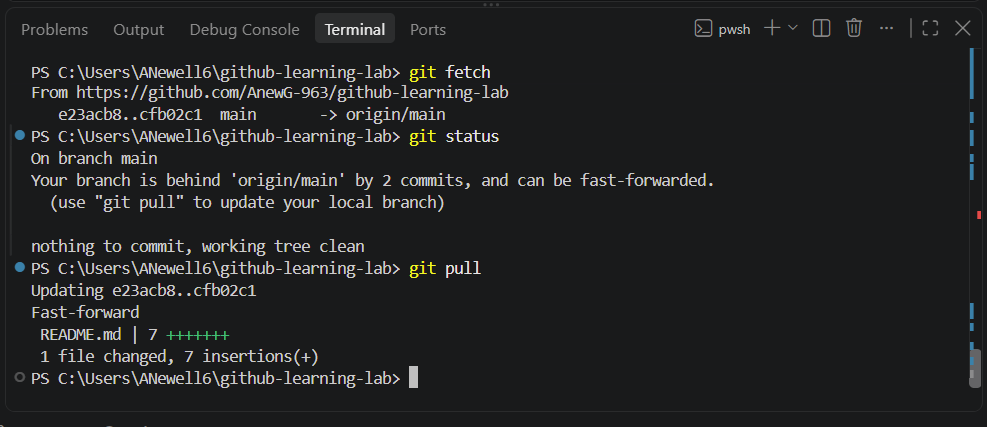 Problems Output Debug Console Terminal Ports pwsh
PS C:\Users\ANewell6\github-learning-lab> git fetch
From https://github.com/AnewG-963/github-learning-lab
   e23acb8..cfb02c1  main       -> origin/main
PS C:\Users\ANewell6\github-learning-lab> git status
On branch main
Your branch is behind 'origin/main' by 2 commits, and can be fast-forwarded.
  (use "git pull" to update your local branch)
nothing to commit, working tree clean
PS C:\Users\ANewell6\github-learning-lab> git pull
Updating e23acb8..cfb02c1
Fast-forward
 README.md | 7 +++++++
 1 file changed, 7 insertions(+)
PS C:\Users\ANewell6\github-learning-lab>